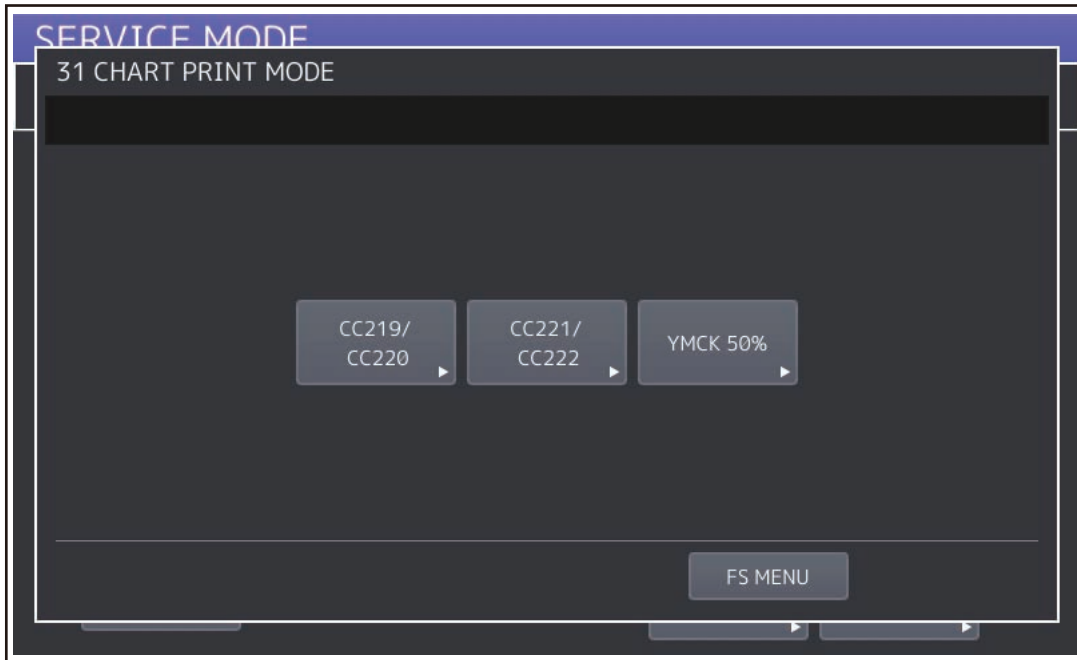 SERVICE MODE
31 CHART PRINT MODE
CC219/
CC220
CC221/
CC222
YMCK 50%
FS MENU